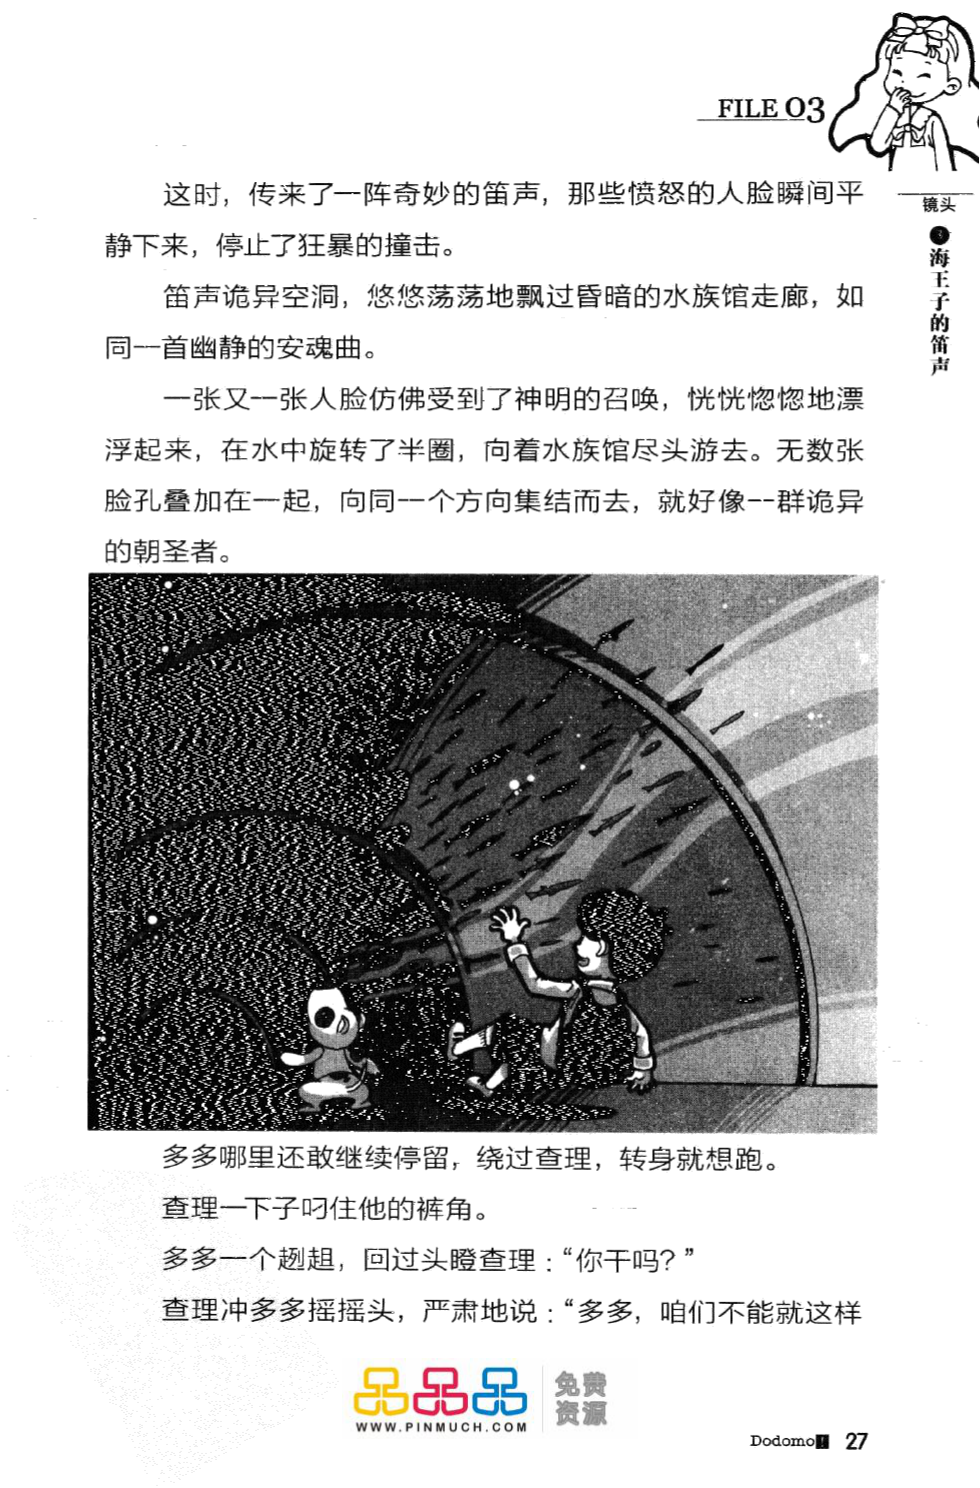 FILE 03
镜头
3
海王子的笛声
这时，传来了一阵奇妙的笛声，那些愤怒的人脸瞬间平
静下来，停止了狂暴的撞击。
笛声诡异空洞，悠悠荡荡地飘过昏暗的水族馆走廊，如
同一首幽静的安魂曲。
一张又一张人脸仿佛受到了神明的召唤，恍恍惚惚地漂
浮起来，在水中旋转了半圈，向着水族馆尽头游去。无数张
脸孔叠加在一起，向同一个方向集结而去，就好像一群诡异
的朝圣者。
多多哪里还敢继续停留，绕过查理，转身就想跑。
查理一下子叼住他的裤角。
多多一个趔趄，回过头瞪查理：“你干吗？”
查理冲多多摇摇头，严肃地说：“多多，咱们不能就这样
品品品
WWW.PINMUCH.COM
免费
资源
Dodomo! 27